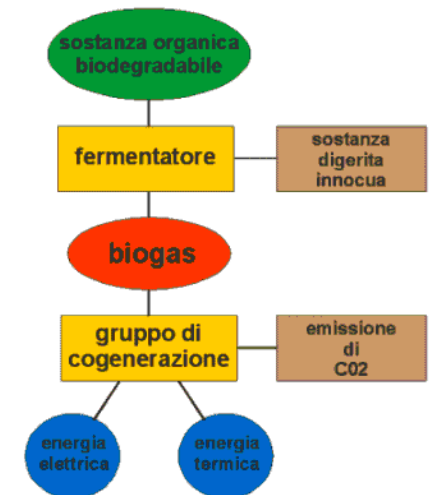 sostanza organica
biodegradabile
fermentatore
sostanza
digerita
innocua
biogas
gruppo di
cogenerazione
emissione
di
C02
energia
elettrica
energia
termica